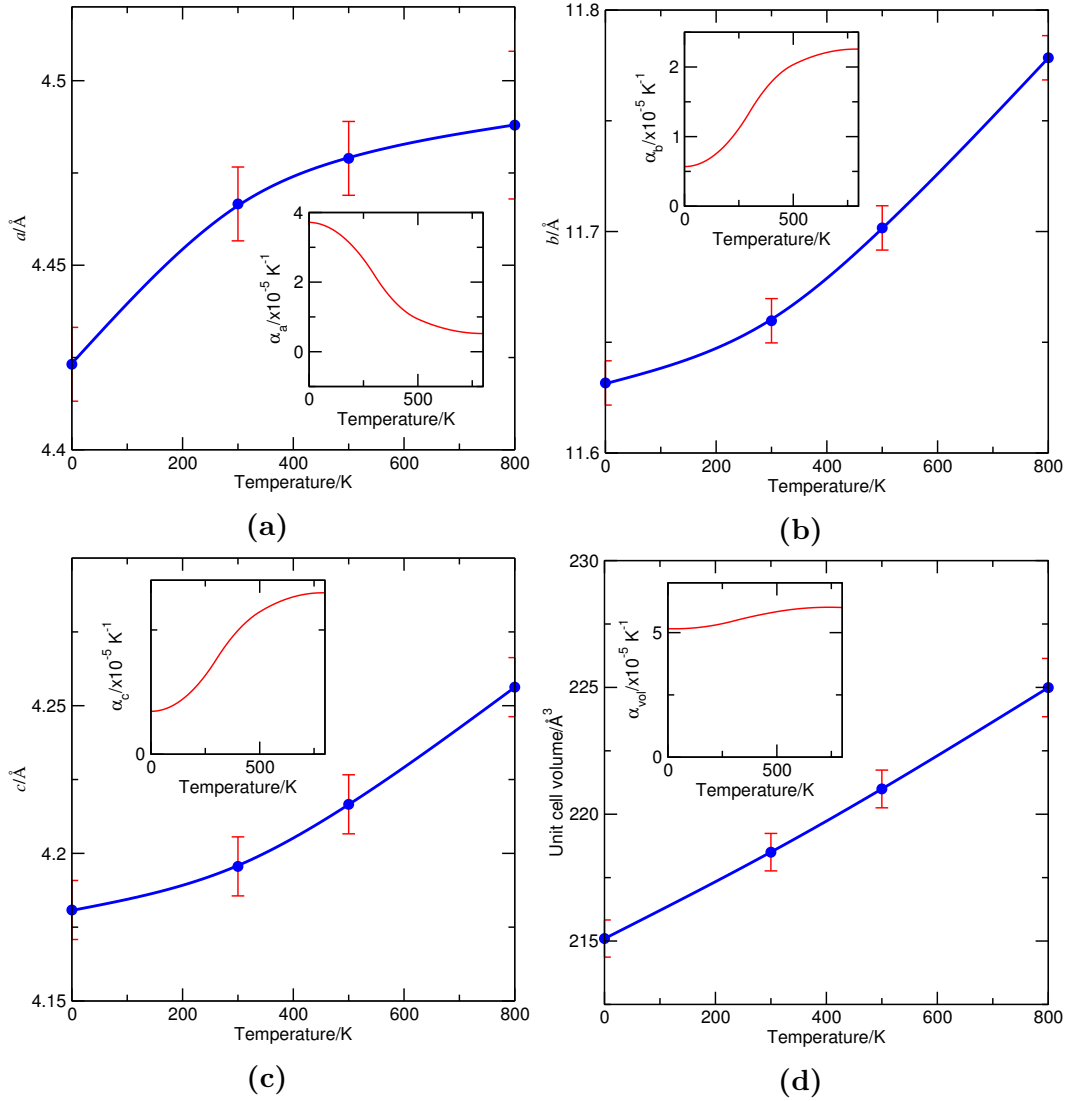 4.5
4.45
4.4
a/Å
0
200
400
600
800
Temperature/K
4
3
2
0
α_a/x10⁻⁵ K⁻¹
0
500
Temperature/K
(a)
11.8
11.7
11.6
b/Å
0
200
400
600
800
Temperature/K
2
1
0
α_b/x10⁻⁵ K⁻¹
0
500
Temperature/K
(b)
4.25
4.2
4.15
c/Å
0
200
400
600
800
Temperature/K
0
α_c/x10⁻⁵ K⁻¹
0
500
Temperature/K
(c)
230
225
220
215
Unit cell volume/Å³
0
200
400
600
800
Temperature/K
5
0
α_vol/x10⁻⁵ K⁻¹
0
500
Temperature/K
(d)